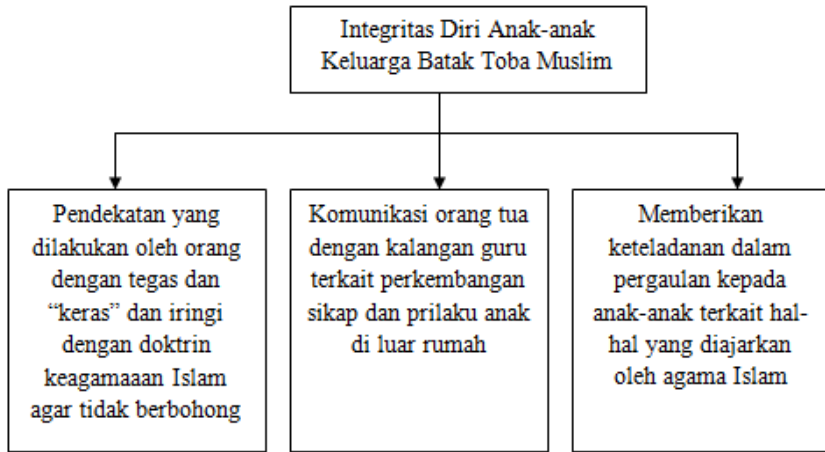 Integritas Diri Anak-anak
Keluarga Batak Toba Muslim
Pendekatan yang
dilakukan oleh orang
dengan tegas dan
“keras” dan iringi
dengan doktrin
keagamaaan Islam
agar tidak berbohong
Komunikasi orang tua
dengan kalangan guru
terkait perkembangan
sikap dan prilaku anak
di luar rumah
Memberikan
keteladanan dalam
pergaulan kepada
anak-anak terkait hal-
hal yang diajarkan
oleh agama Islam